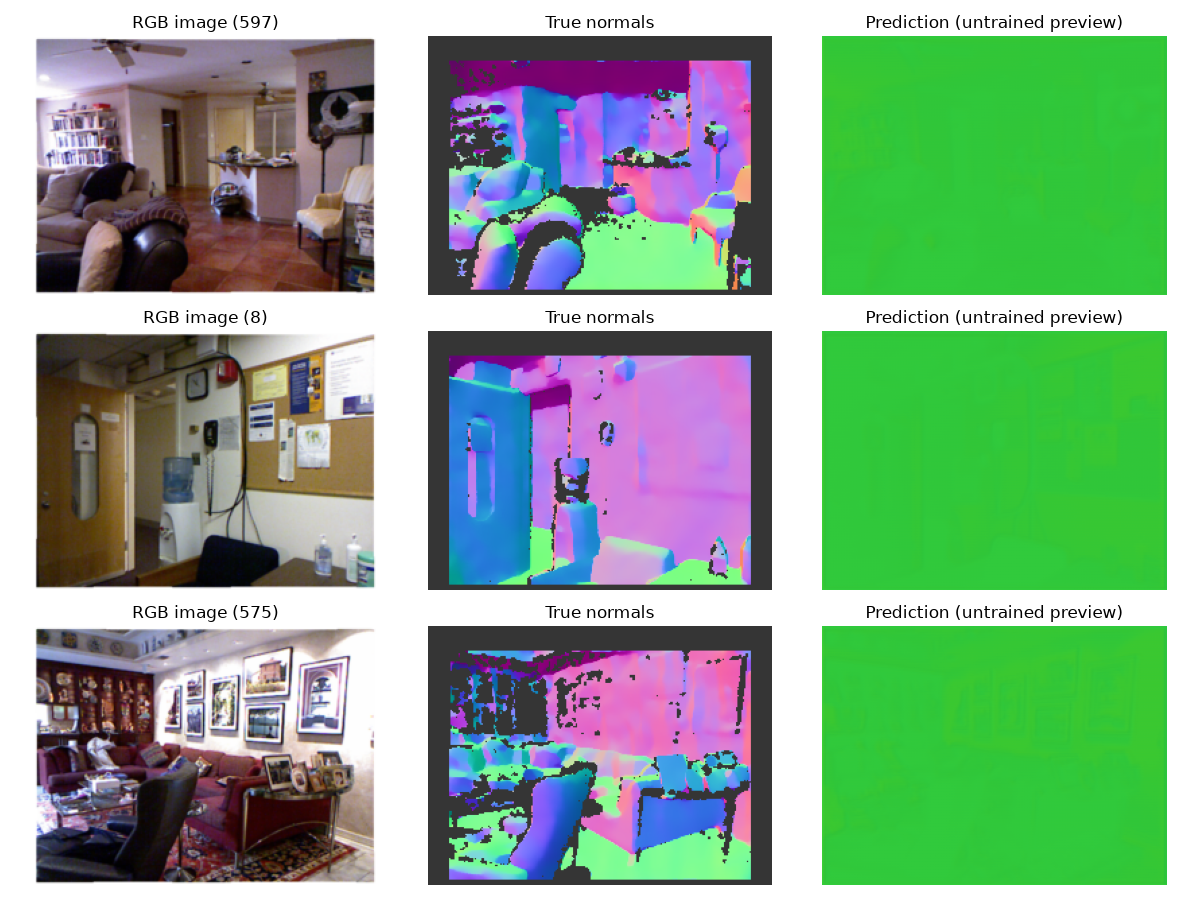 RGB image (597)
True normals
Prediction (untrained preview)
RGB image (8)
True normals
Prediction (untrained preview)
RGB image (575)
True normals
Prediction (untrained preview)